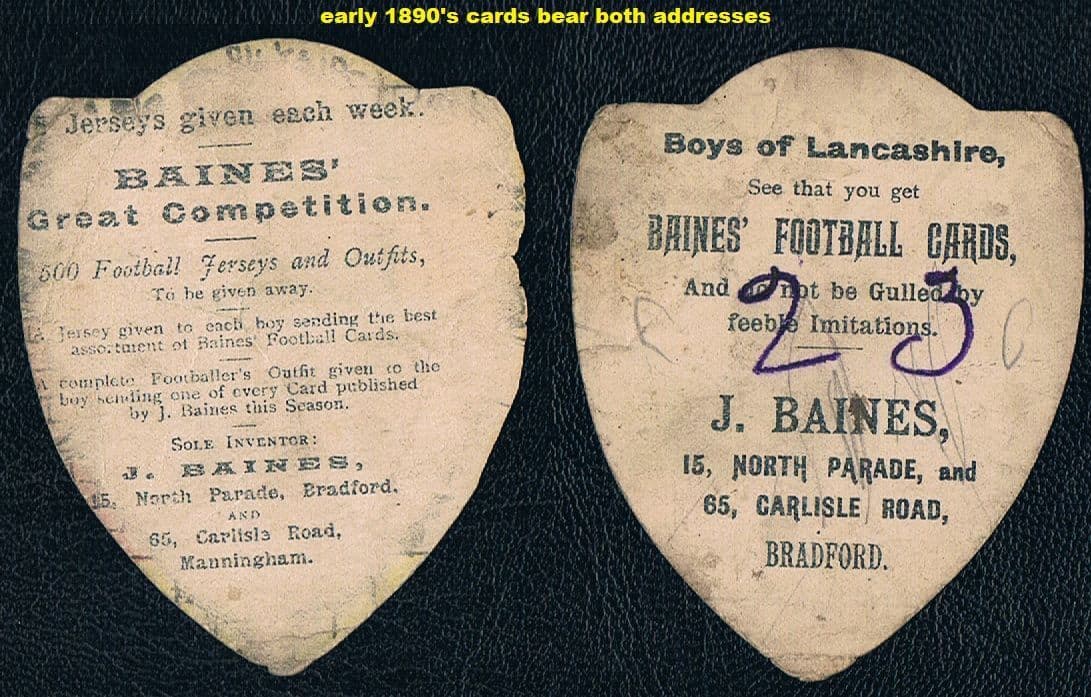 early 1890's cards bear both addresses
Jerseys given each week.
BAINES'
Great Competition.
500 Football Jerseys and Outfits,
To be given away.
Jersey given to each boy sending the best
assortment of Baines' Football Cards.
A complete Footballer's Outfit given to the
boy sending one of every Card published
by J. Baines this Season.
SOLE INVENTOR:
J. BAINES,
15, North Parade, Bradford.
AND
65, Carlisle Road,
Manningham.
Boys of Lancashire,
See that you get
BAINES' FOOTBALL CARDS,
And do not be Gulled by
feeble Imitations.
23
J. BAINES,
15, NORTH PARADE, and
65, CARLISLE ROAD,
BRADFORD.